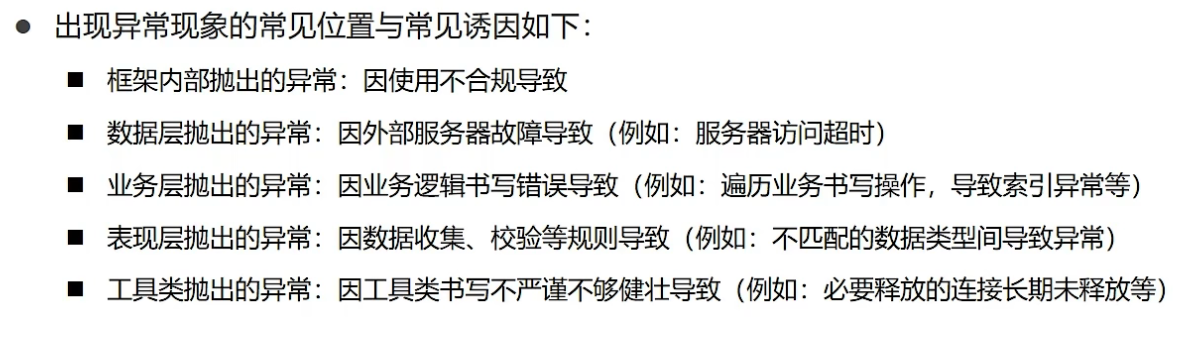 ● 出现异常现象的常见位置与常见诱因如下：
■ 框架内部抛出的异常：因使用不合规导致
■ 数据层抛出的异常：因外部服务器故障导致（例如：服务器访问超时）
■ 业务层抛出的异常：因业务逻辑书写错误导致（例如：遍历业务书写操作，导致索引异常等）
■ 表现层抛出的异常：因数据收集、校验等规则导致（例如：不匹配的数据类型间导致异常）
■ 工具类抛出的异常：因工具类书写不严谨不够健壮导致（例如：必要释放的连接长期未释放等）